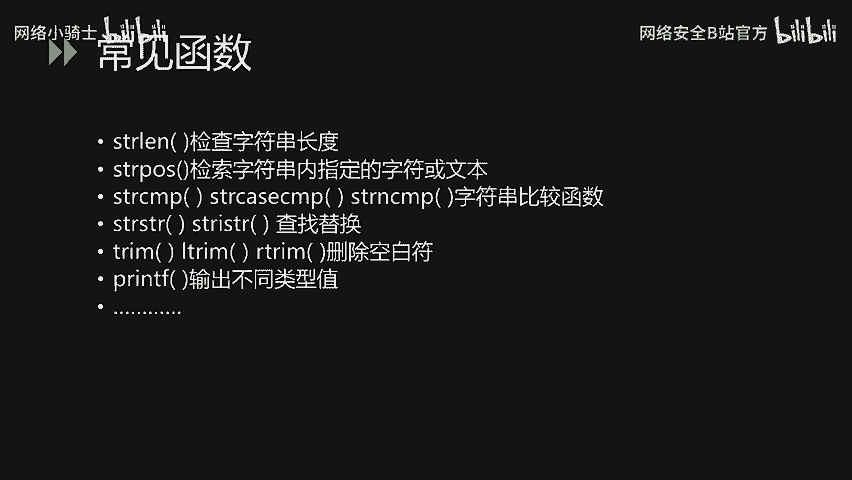 网络小骑士 bilibili
网络安全B站官方 bilibili
常见函数
• strlen( )检查字符串长度
• strpos()检索字符串内指定的字符或文本
• strcmp( ) strcasecmp( ) strncmp( )字符串比较函数
• strstr( ) stristr( ) 查找替换
• trim( ) ltrim( ) rtrim( )删除空白符
• printf( )输出不同类型值
• …………